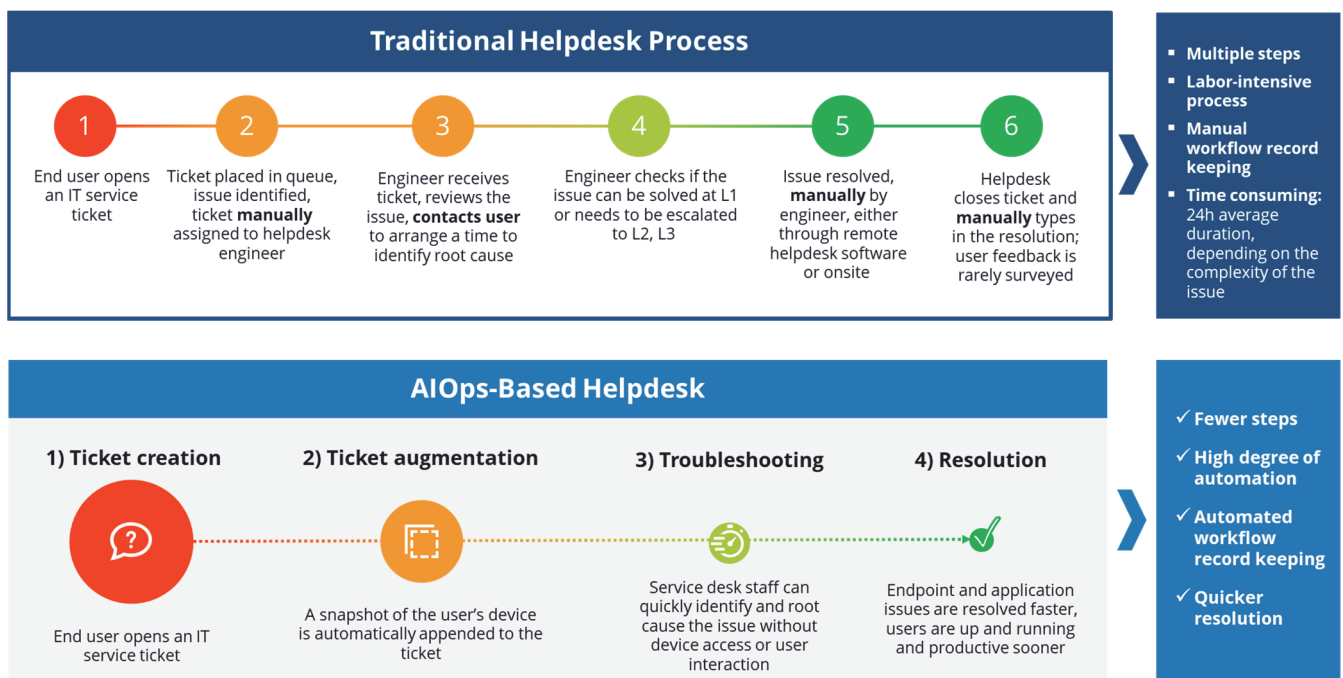 Traditional Helpdesk Process
1
2
3
4
5
6
End user opens
an IT service
ticket
Ticket placed in queue,
issue identified,
ticket manually
assigned to helpdesk
engineer
Engineer receives
ticket, reviews the
issue, contacts user
to arrange a time to
identify root cause
Engineer checks if the
issue can be solved at L1
or needs to be escalated
to L2, L3
Issue resolved,
manually by
engineer, either
through remote
helpdesk software
or onsite
Helpdesk
closes ticket and
manually types
in the resolution;
user feedback is
rarely surveyed
▪ Multiple steps
▪ Labor-intensive
process
▪ Manual
workflow record
keeping
▪ Time consuming:
24h average
duration,
depending on the
complexity of the
issue
AIOps-Based Helpdesk
1) Ticket creation
?
End user opens an IT
service ticket
2) Ticket augmentation
A snapshot of the user’s device
is automatically appended to the
ticket
3) Troubleshooting
Service desk staff can
quickly identify and root
cause the issue without
device access or user
interaction
4) Resolution
Endpoint and application
issues are resolved faster,
users are up and running
and productive sooner
✓ Fewer steps
✓ High degree of
automation
✓ Automated
workflow
record keeping
✓ Quicker
resolution